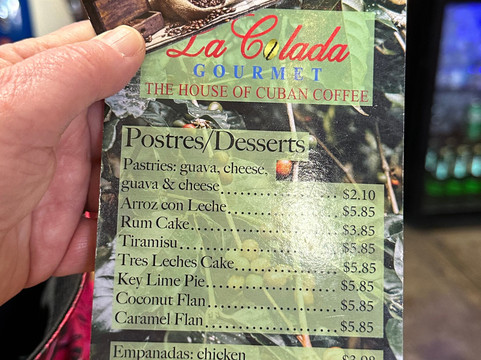 La Colada
GOURMET
THE HOUSE OF CUBAN COFFEE
Postres/Desserts
Pastries: guava, cheese,
guava & cheese.................... $2.10
Arroz con Leche.................... $5.85
Rum Cake.......................... $3.85
Tiramisu............................ $5.85
Tres Leches Cake................... $5.85
Key Lime Pie....................... $5.85
Coconut Flan....................... $5.85
Caramel Flan....................... $5.85
Empanadas: chicken